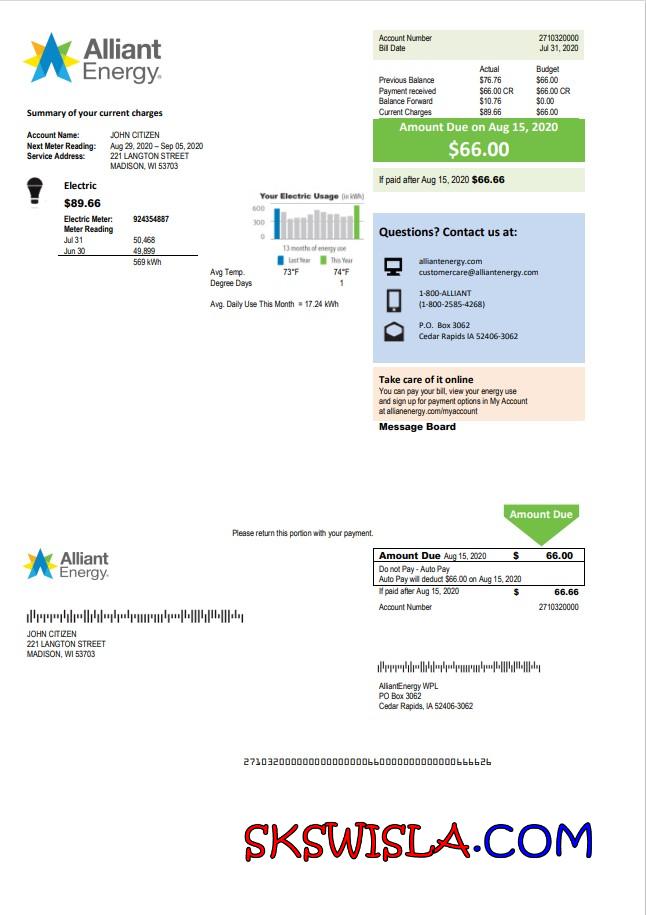 Alliant
Energy®
Account Number 2710320000
Bill Date Jul 31, 2020
Actual Budget
Previous Balance $76.76 $66.00
Payment received $66.00 CR $66.00 CR
Balance Forward $10.76 $0.00
Current Charges $89.66 $66.00
Amount Due on Aug 15, 2020
$66.00
If paid after Aug 15, 2020 $66.66
Summary of your current charges
Account Name: JOHN CITIZEN
Next Meter Reading: Aug 29, 2020 – Sep 05, 2020
Service Address: 221 LANGTON STREET
MADISON, WI 53703
Electric
$89.66
Electric Meter: 924354887
Meter Reading
Jul 31 50,468
Jun 30 49,899
569 kWh
Your Electric Usage (in kWh)
600
300
0
13 months of energy use
Last Year This Year
Avg Temp. 73°F 74°F
Degree Days 1
Avg. Daily Use This Month = 17.24 kWh
Questions? Contact us at:
alliantenergy.com
customercare@alliantenergy.com
1-800-ALLIANT
(1-800-2585-4268)
P.O. Box 3062
Cedar Rapids IA 52406-3062
Take care of it online
You can pay your bill, view your energy use
and sign up for payment options in My Account
at allianenergy.com/myaccount
Message Board
Amount Due
Please return this portion with your payment.
Alliant
Energy®
Amount Due Aug 15, 2020 $ 66.00
Do not Pay - Auto Pay
Auto Pay will deduct $66.00 on Aug 15, 2020
If paid after Aug 15, 2020 $ 66.66
Account Number 2710320000
JOHN CITIZEN
221 LANGTON STREET
MADISON, WI 53703
AlliantEnergy WPL
PO Box 3062
Cedar Rapids, IA 52406-3062
SKSWISLA.COM